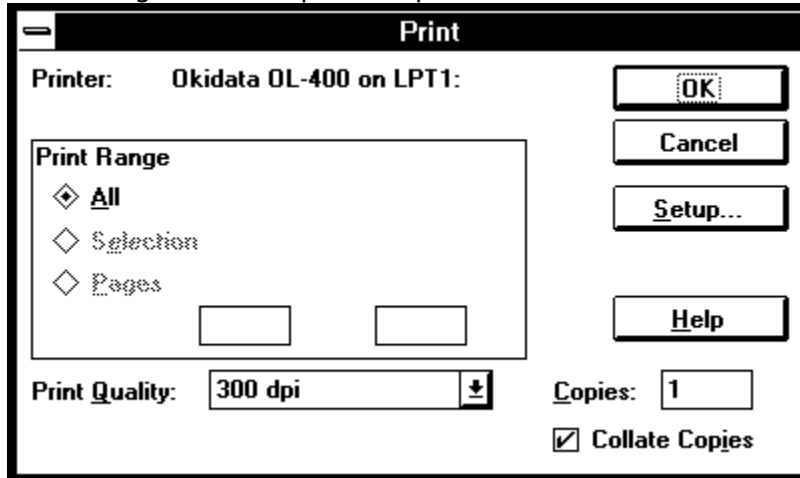 Print
Printer: Okidata OL-400 on LPT1:
OK
Cancel
Print Range
All
Setup...
Selection
Pages
Help
Print Quality: 300 dpi
Copies: 1
Collate Copies